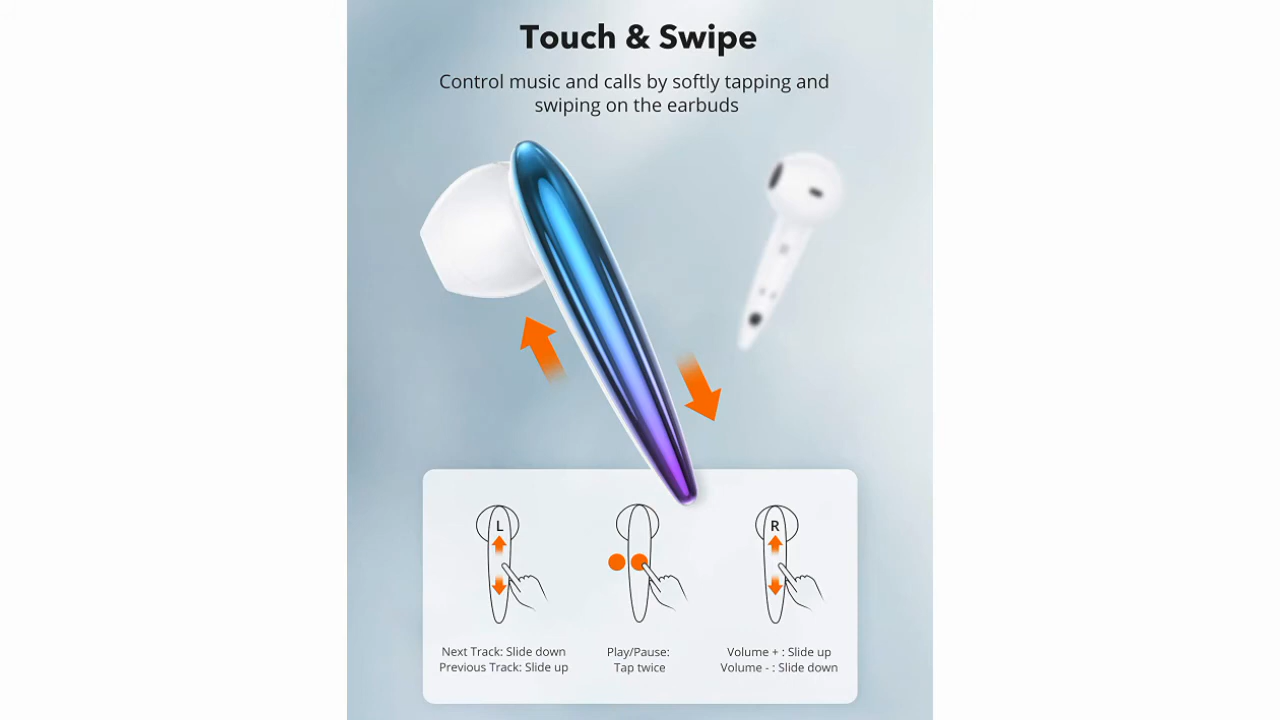 Touch & Swipe
Control music and calls by softly tapping and
swiping on the earbuds
L
R
Next Track: Slide down
Previous Track: Slide up
Play/Pause:
Tap twice
Volume + : Slide up
Volume - : Slide down